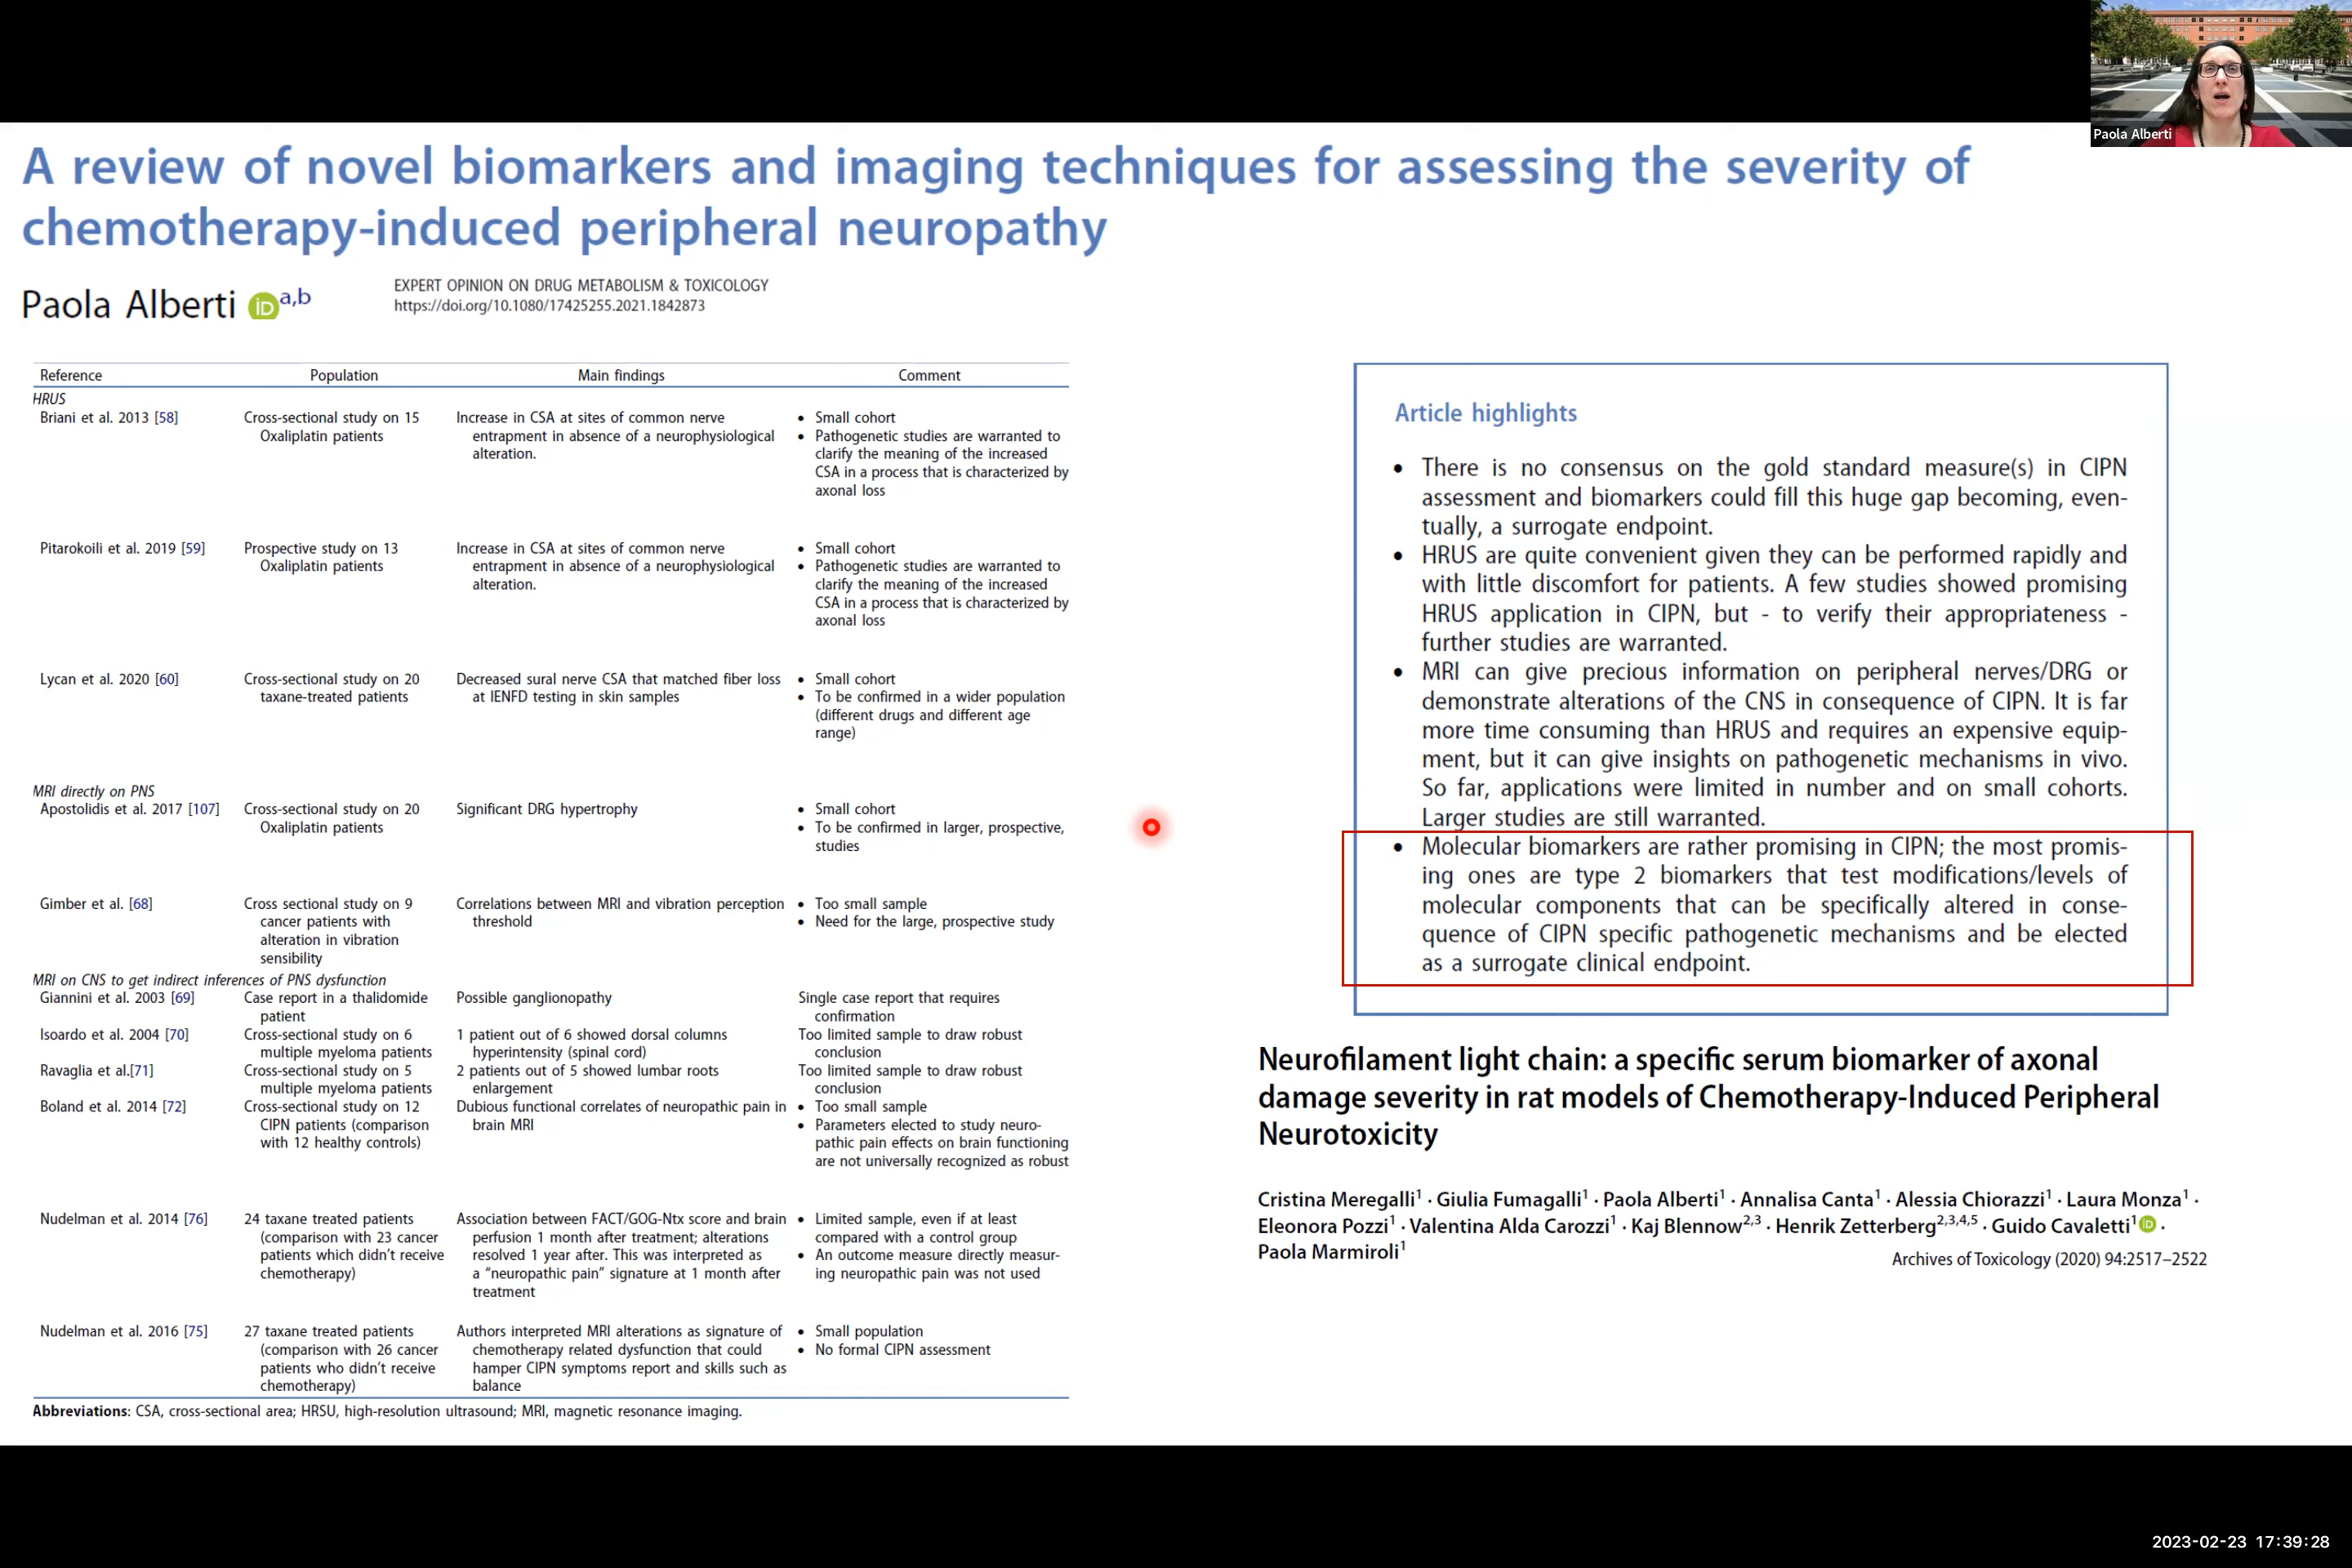 Paola Alberti
A review of novel biomarkers and imaging techniques for assessing the severity of
chemotherapy-induced peripheral neuropathy
Paola Alberti iD a,b
EXPERT OPINION ON DRUG METABOLISM & TOXICOLOGY
https://doi.org/10.1080/17425255.2021.1842873
Reference Population Main findings Comment
HRUS
Briani et al. 2013 [58] Cross-sectional study on 15 Increase in CSA at sites of common nerve • Small cohort
Oxaliplatin patients entrapment in absence of a neurophysiological • Pathogenetic studies are warranted to
alteration. clarify the meaning of the increased
CSA in a process that is characterized by
axonal loss
Pitarokoili et al. 2019 [59] Prospective study on 13 Increase in CSA at sites of common nerve • Small cohort
Oxaliplatin patients entrapment in absence of a neurophysiological • Pathogenetic studies are warranted to
alteration. clarify the meaning of the increased
CSA in a process that is characterized by
axonal loss
Lycan et al. 2020 [60] Cross-sectional study on 20 Decreased sural nerve CSA that matched fiber loss • Small cohort
taxane-treated patients at IENFD testing in skin samples • To be confirmed in a wider population
(different drugs and different age
range)
MRI directly on PNS
Apostolidis et al. 2017 [107] Cross-sectional study on 20 Significant DRG hypertrophy • Small cohort
Oxaliplatin patients • To be confirmed in larger, prospective,
studies
Gimber et al. [68] Cross sectional study on 9 Correlations between MRI and vibration perception • Too small sample
cancer patients with threshold • Need for the large, prospective study
alteration in vibration
sensibility
MRI on CNS to get indirect inferences of PNS dysfunction
Giannini et al. 2003 [69] Case report in a thalidomide Possible ganglionopathy Single case report that requires
patient confirmation
Isoardo et al. 2004 [70] Cross-sectional study on 6 1 patient out of 6 showed dorsal columns Too limited sample to draw robust
multiple myeloma patients hyperintensity (spinal cord) conclusion
Ravaglia et al.[71] Cross-sectional study on 5 2 patients out of 5 showed lumbar roots Too limited sample to draw robust
multiple myeloma patients enlargement conclusion
Boland et al. 2014 [72] Cross-sectional study on 12 Dubious functional correlates of neuropathic pain in • Too small sample
CIPN patients (comparison brain MRI • Parameters elected to study neuro-
with 12 healthy controls) pathic pain effects on brain functioning
are not universally recognized as robust
Nudelman et al. 2014 [76] 24 taxane treated patients Association between FACT/GOG-Ntx score and brain • Limited sample, even if at least
(comparison with 23 cancer perfusion 1 month after treatment; alterations compared with a control group
patients which didn't receive resolved 1 year after. This was interpreted as • An outcome measure directly measur-
chemotherapy) a "neuropathic pain" signature at 1 month after ing neuropathic pain was not used
treatment
Nudelman et al. 2016 [75] 27 taxane treated patients Authors interpreted MRI alterations as signature of • Small population
(comparison with 26 cancer chemotherapy related dysfunction that could • No formal CIPN assessment
patients who didn't receive hamper CIPN symptoms report and skills such as
chemotherapy) balance
Abbreviations: CSA, cross-sectional area; HRSU, high-resolution ultrasound; MRI, magnetic resonance imaging.
Article highlights
• There is no consensus on the gold standard measure(s) in CIPN
assessment and biomarkers could fill this huge gap becoming, even-
tually, a surrogate endpoint.
• HRUS are quite convenient given they can be performed rapidly and
with little discomfort for patients. A few studies showed promising
HRUS application in CIPN, but - to verify their appropriateness -
further studies are warranted.
• MRI can give precious information on peripheral nerves/DRG or
demonstrate alterations of the CNS in consequence of CIPN. It is far
more time consuming than HRUS and requires an expensive equip-
ment, but it can give insights on pathogenetic mechanisms in vivo.
So far, applications were limited in number and on small cohorts.
Larger studies are still warranted.
• Molecular biomarkers are rather promising in CIPN; the most promis-
ing ones are type 2 biomarkers that test modifications/levels of
molecular components that can be specifically altered in conse-
quence of CIPN specific pathogenetic mechanisms and be elected
as a surrogate clinical endpoint.
Neurofilament light chain: a specific serum biomarker of axonal
damage severity in rat models of Chemotherapy-Induced Peripheral
Neurotoxicity
Cristina Meregalli1 · Giulia Fumagalli1 · Paola Alberti1 · Annalisa Canta1 · Alessia Chiorazzi1 · Laura Monza1 ·
Eleonora Pozzi1 · Valentina Alda Carozzi1 · Kaj Blennow2,3 · Henrik Zetterberg2,3,4,5 · Guido Cavaletti1 iD ·
Paola Marmiroli1
Archives of Toxicology (2020) 94:2517–2522
2023-02-23 17:39:28